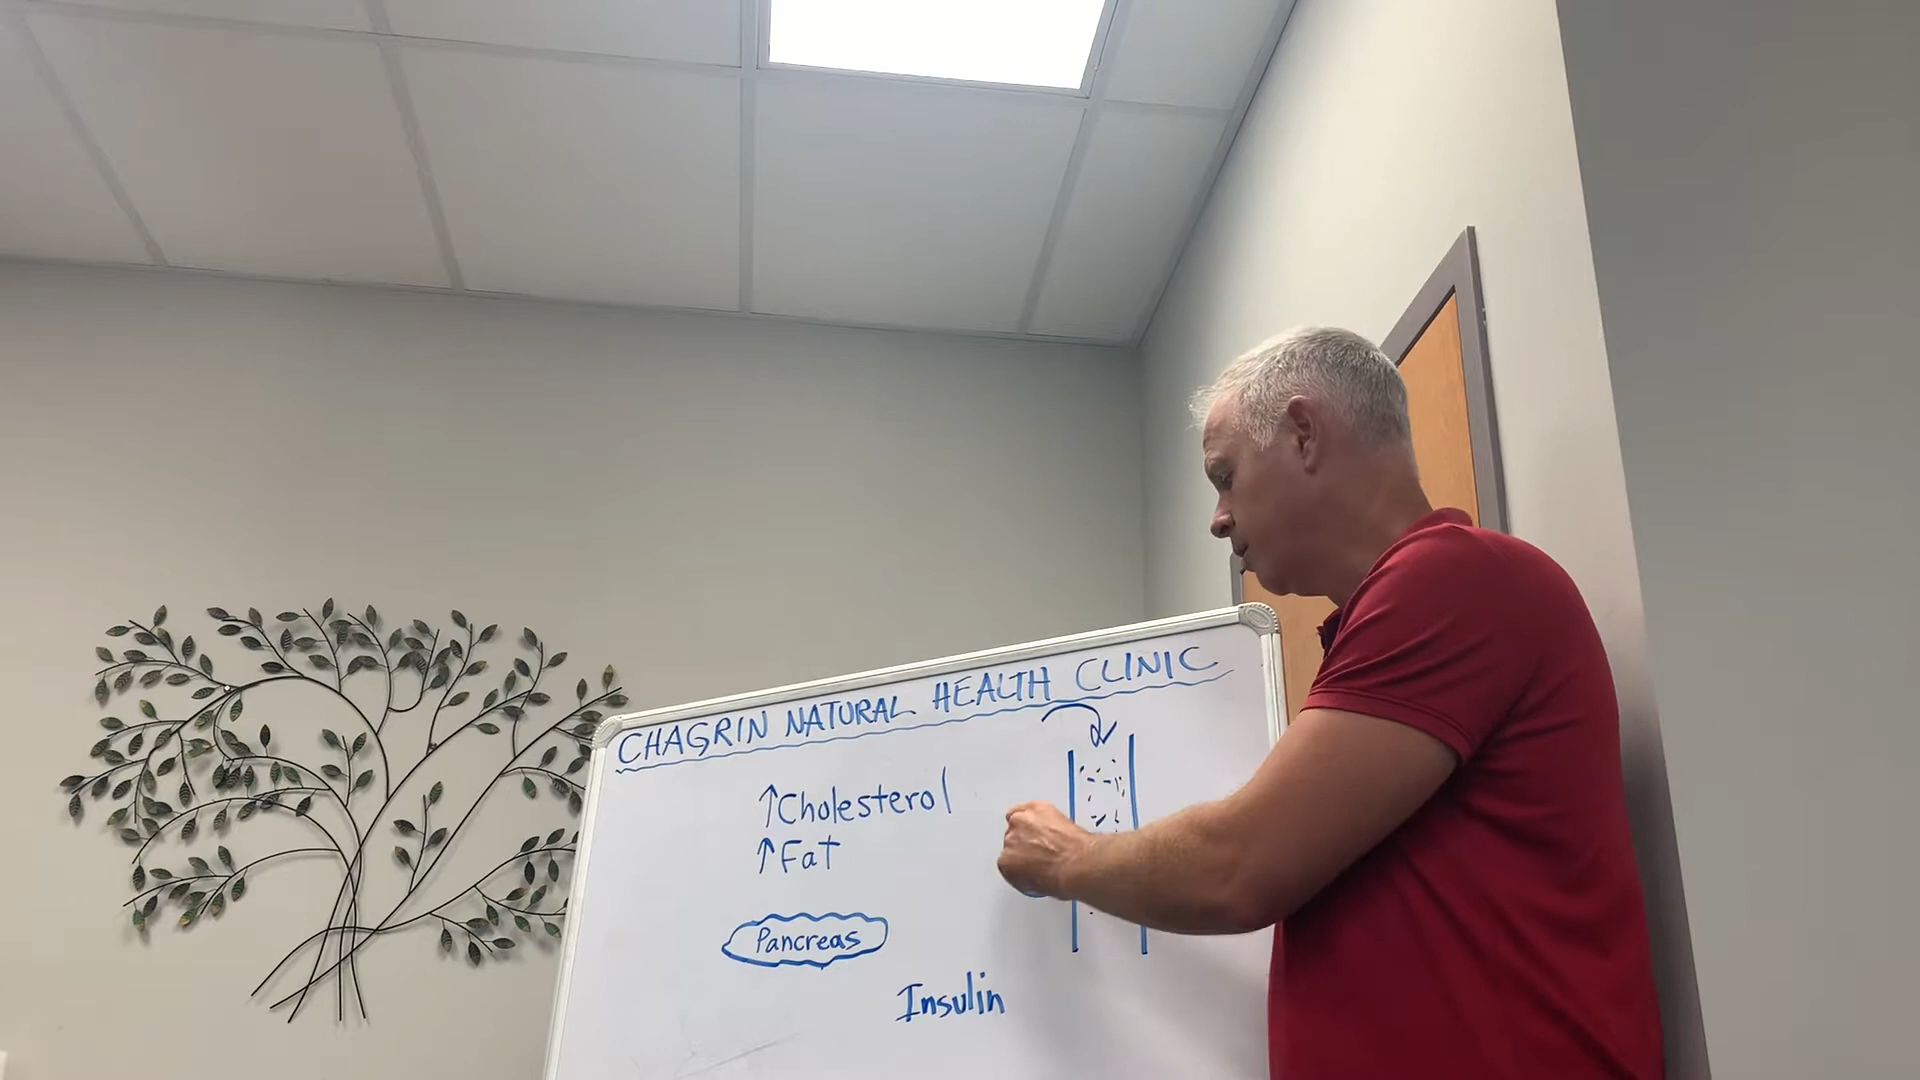 CHAGRIN NATURAL HEALTH CLINIC
↑Cholesterol
↑Fat
Pancreas
Insulin